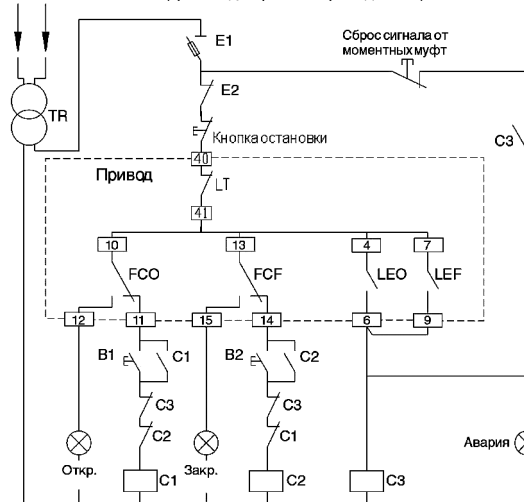 E1
Сброс сигнала от
моментных муфт
E2
TR
Кнопка остановки
C3
40
Привод
LT
41
10
13
4
7
FCO
FCF
LEO
LEF
12
11
15
14
6
9
B1
C1
B2
C2
C3
C3
C2
C1
Авария
Откр.
Закр.
C1
C2
C3